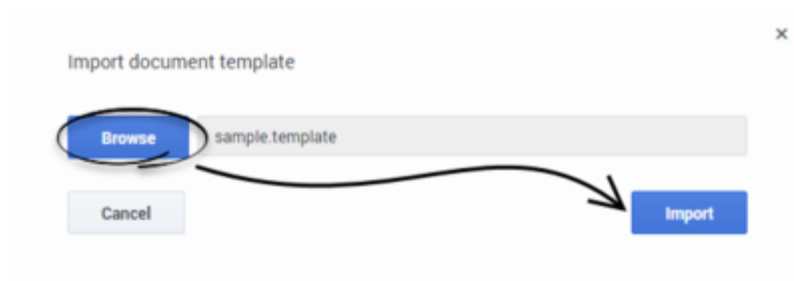 Import document template
Browse
sample.template
Cancel
Import